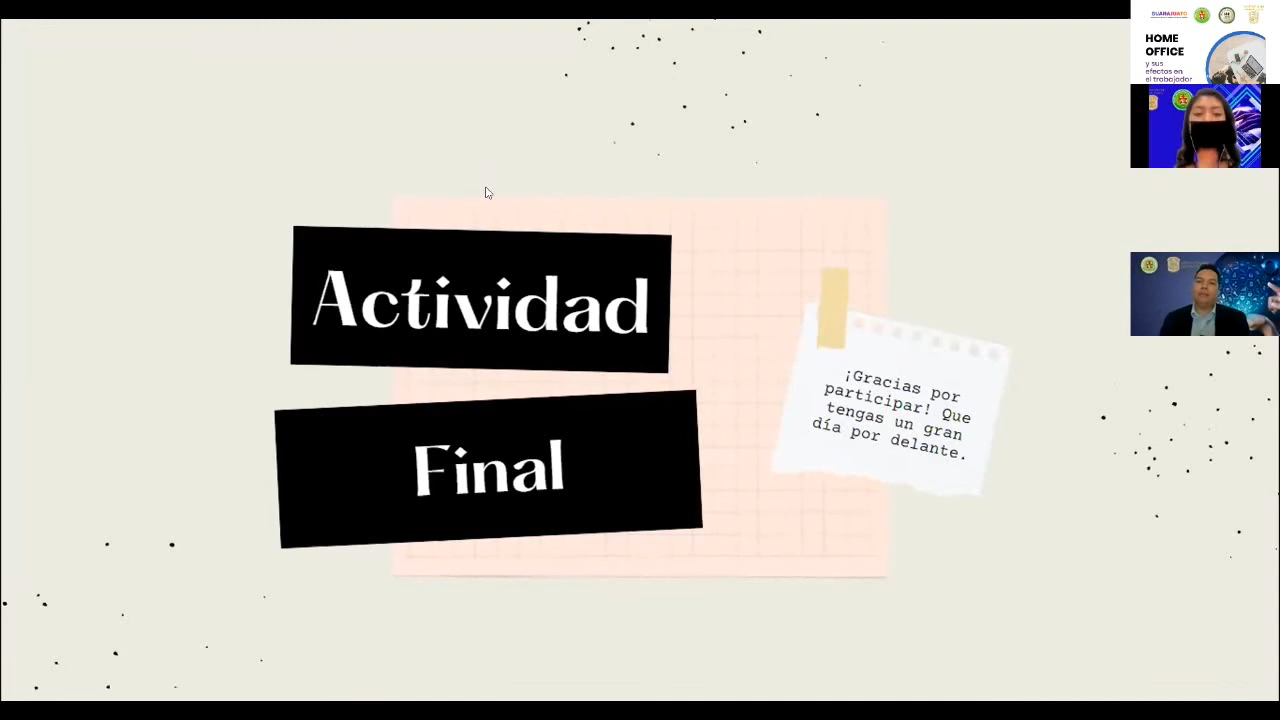 GUANAJUATO
HOME
OFFICE
y sus
efectos en
el trabajador
Actividad
Final
¡Gracias por
participar! Que
tengas un gran
día por delante.